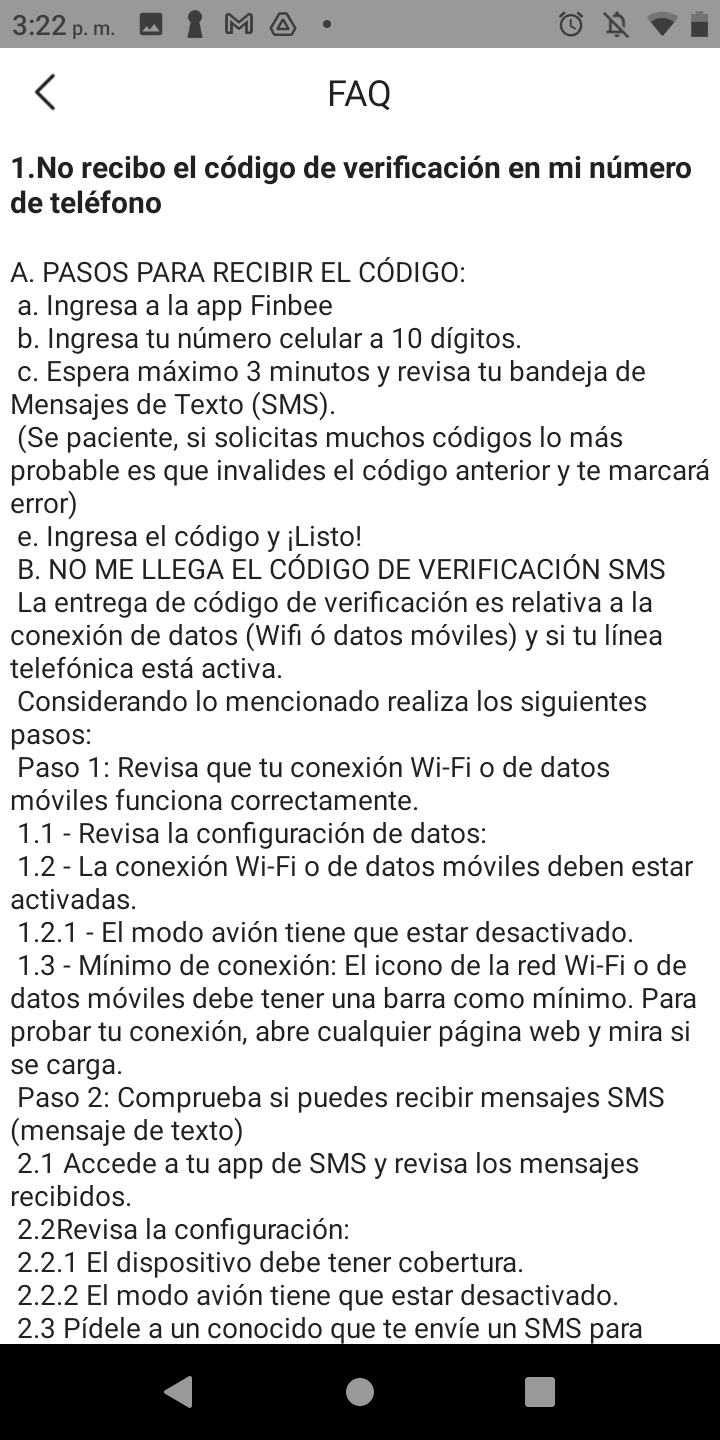 3:22 p. m.
FAQ
1.No recibo el código de verificación en mi número
de teléfono
A. PASOS PARA RECIBIR EL CÓDIGO:
a. Ingresa a la app Finbee
b. Ingresa tu número celular a 10 dígitos.
c. Espera máximo 3 minutos y revisa tu bandeja de
Mensajes de Texto (SMS).
(Se paciente, si solicitas muchos códigos lo más
probable es que invalides el código anterior y te marcará
error)
e. Ingresa el código y ¡Listo!
B. NO ME LLEGA EL CÓDIGO DE VERIFICACIÓN SMS
La entrega de código de verificación es relativa a la
conexión de datos (Wifi ó datos móviles) y si tu línea
telefónica está activa.
Considerando lo mencionado realiza los siguientes
pasos:
Paso 1: Revisa que tu conexión Wi-Fi o de datos
móviles funciona correctamente.
1.1 - Revisa la configuración de datos:
1.2 - La conexión Wi-Fi o de datos móviles deben estar
activadas.
1.2.1 - El modo avión tiene que estar desactivado.
1.3 - Mínimo de conexión: El icono de la red Wi-Fi o de
datos móviles debe tener una barra como mínimo. Para
probar tu conexión, abre cualquier página web y mira si
se carga.
Paso 2: Comprueba si puedes recibir mensajes SMS
(mensaje de texto)
2.1 Accede a tu app de SMS y revisa los mensajes
recibidos.
2.2Revisa la configuración:
2.2.1 El dispositivo debe tener cobertura.
2.2.2 El modo avión tiene que estar desactivado.
2.3 Pídele a un conocido que te envíe un SMS para